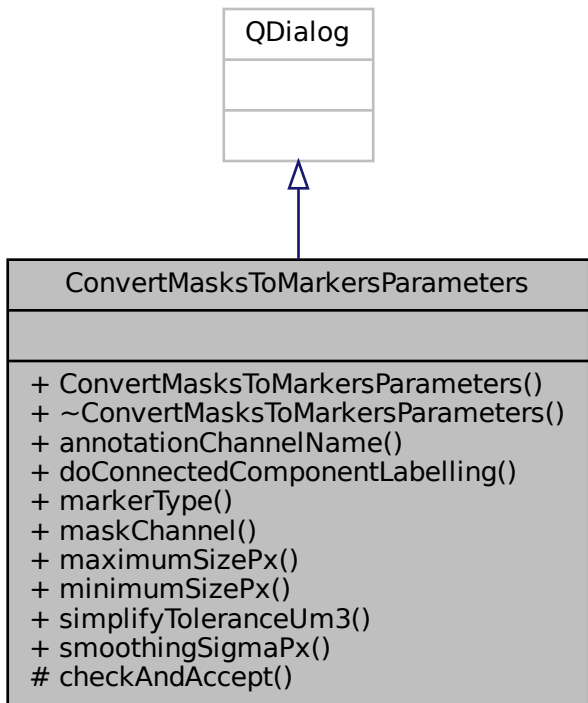 QDialog
ConvertMasksToMarkersParameters
+ ConvertMasksToMarkersParameters()
+ ~ConvertMasksToMarkersParameters()
+ annotationChannelName()
+ doConnectedComponentLabelling()
+ markerType()
+ maskChannel()
+ maximumSizePx()
+ minimumSizePx()
+ simplifyToleranceUm3()
+ smoothingSigmaPx()
# checkAndAccept()